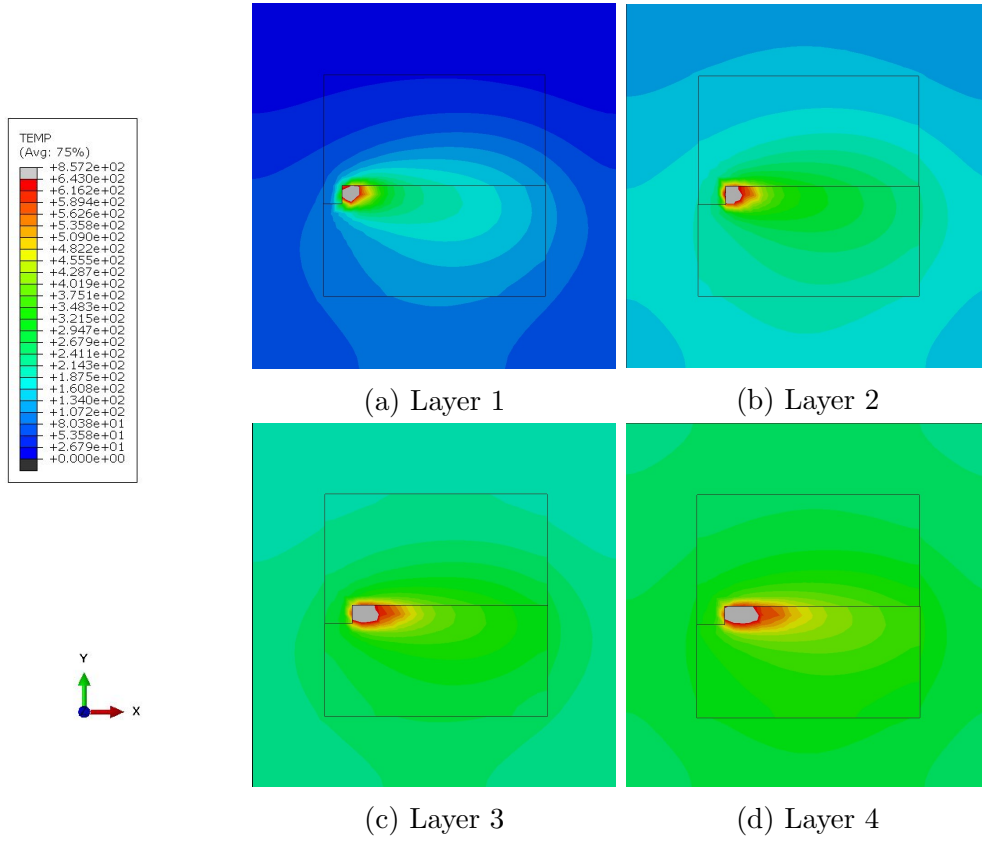 TEMP
(Avg: 75%)
+8.572e+02
+6.430e+02
+6.162e+02
+5.894e+02
+5.626e+02
+5.358e+02
+5.090e+02
+4.822e+02
+4.555e+02
+4.287e+02
+4.019e+02
+3.751e+02
+3.483e+02
+3.215e+02
+2.947e+02
+2.679e+02
+2.411e+02
+2.143e+02
+1.875e+02
+1.608e+02
+1.340e+02
+1.072e+02
+8.038e+01
+5.358e+01
+2.679e+01
+0.000e+00
(a) Layer 1
(b) Layer 2
Y
X
(c) Layer 3
(d) Layer 4